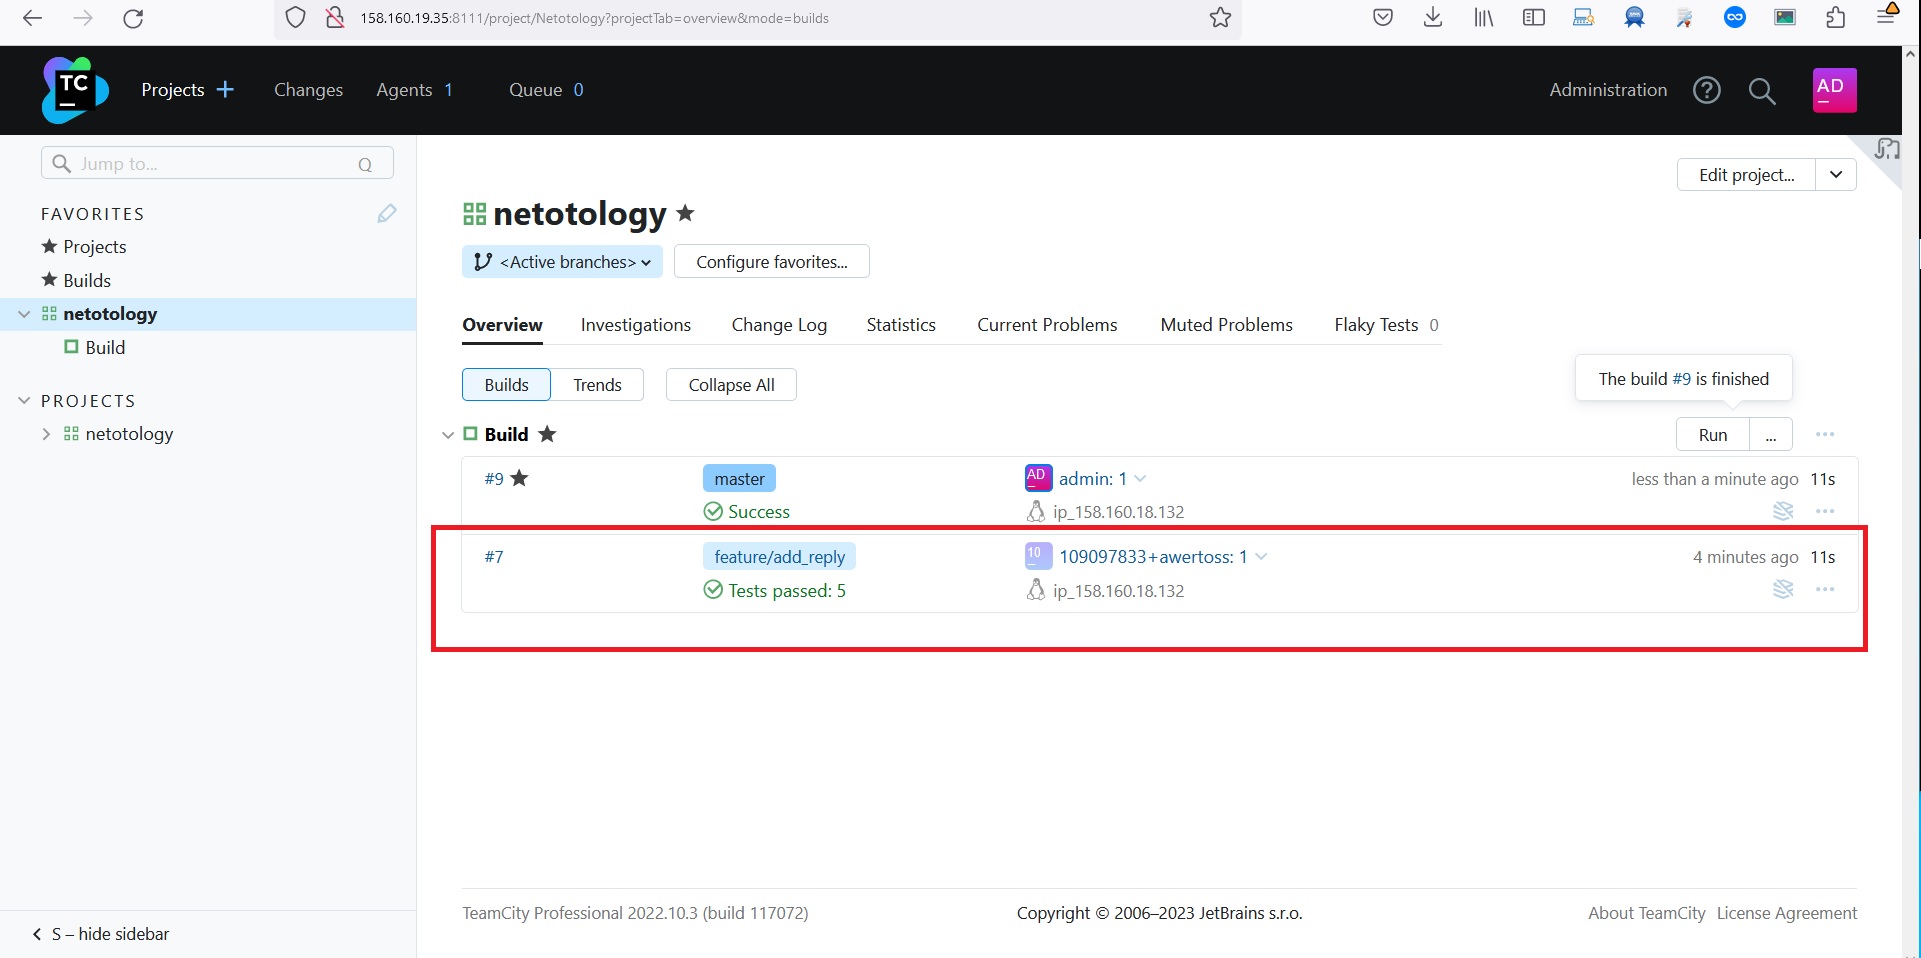 158.160.19.35:8111/project/Netotology?projectTab=overview&mode=builds
TC
Projects + Changes Agents 1 Queue 0 Administration AD
Jump to... Q
Edit project...
FAVORITES
Projects
Builds
netotology
Build
PROJECTS
netotology
netotology
<Active branches> Configure favorites...
Overview Investigations Change Log Statistics Current Problems Muted Problems Flaky Tests 0
Builds Trends Collapse All
The build #9 is finished
Build Run ... ...
#9 master AD admin: 1 less than a minute ago 11s
Success ip_158.160.18.132 ...
#7 feature/add_reply 10 109097833+awertoss: 1 4 minutes ago 11s
Tests passed: 5 ip_158.160.18.132 ...
TeamCity Professional 2022.10.3 (build 117072) Copyright © 2006–2023 JetBrains s.r.o. About TeamCity License Agreement
S – hide sidebar